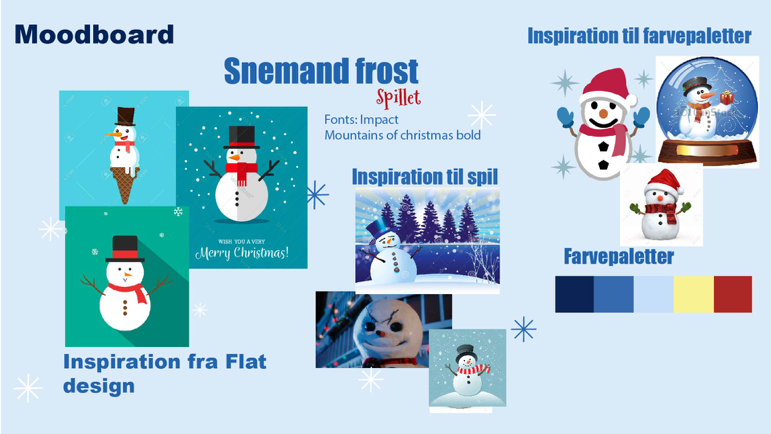 Moodboard
Snemand frost
Spillet
Fonts: Impact
Mountains of christmas bold
Inspiration til farvepaletter
WISH YOU A VERY
Merry Christmas!
Inspiration til spil
Farvepaletter
Inspiration fra Flat
design